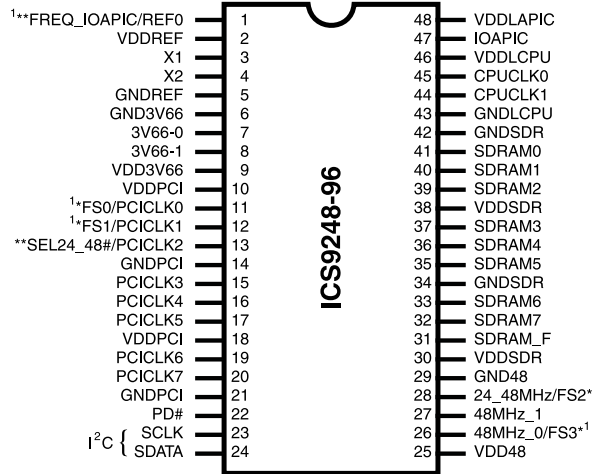 1**FREQ_IOAPIC/REF0 1 48 VDDLAPIC
VDDREF 2 47 IOAPIC
X1 3 46 VDDLCPU
X2 4 45 CPUCLK0
GNDREF 5 44 CPUCLK1
GND3V66 6 43 GNDLCPU
3V66-0 7 42 GNDSDR
3V66-1 8 41 SDRAM0
VDD3V66 9 40 SDRAM1
VDDPCI 10 39 SDRAM2
1*FS0/PCICLK0 11 38 VDDSDR
1*FS1/PCICLK1 12 37 SDRAM3
**SEL24_48#/PCICLK2 13 36 SDRAM4
GNDPCI 14 35 SDRAM5
PCICLK3 15 34 GNDSDR
PCICLK4 16 33 SDRAM6
PCICLK5 17 32 SDRAM7
VDDPCI 18 31 SDRAM_F
PCICLK6 19 30 VDDSDR
PCICLK7 20 29 GND48
GNDPCI 21 28 24_48MHz/FS2*
PD# 22 27 48MHz_1
I²C { SCLK 23 26 48MHz_0/FS3*1
SDATA 24 25 VDD48
ICS9248-96